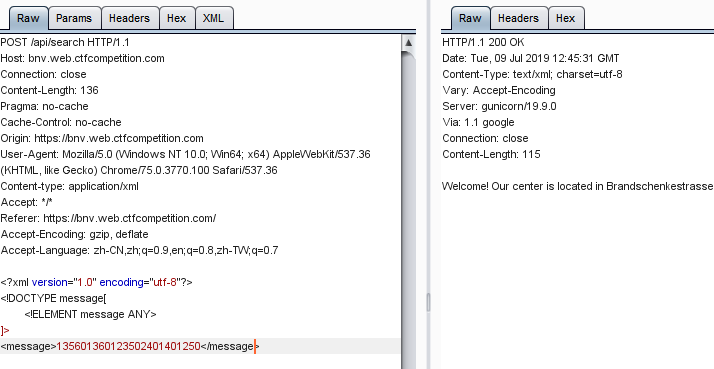 Raw Params Headers Hex XML
POST /api/search HTTP/1.1
Host: bnv.web.ctfcompetition.com
Connection: close
Content-Length: 136
Pragma: no-cache
Cache-Control: no-cache
Origin: https://bnv.web.ctfcompetition.com
User-Agent: Mozilla/5.0 (Windows NT 10.0; Win64; x64) AppleWebKit/537.36
(KHTML, like Gecko) Chrome/75.0.3770.100 Safari/537.36
Content-type: application/xml
Accept: */*
Referer: https://bnv.web.ctfcompetition.com/
Accept-Encoding: gzip, deflate
Accept-Language: zh-CN,zh;q=0.9,en;q=0.8,zh-TW;q=0.7
<?xml version="1.0" encoding="utf-8"?>
<!DOCTYPE message[
<!ELEMENT message ANY>
]>
<message>135601360123502401401250</message>
Raw Headers Hex
HTTP/1.1 200 OK
Date: Tue, 09 Jul 2019 12:45:31 GMT
Content-Type: text/xml; charset=utf-8
Vary: Accept-Encoding
Server: gunicorn/19.9.0
Via: 1.1 google
Connection: close
Content-Length: 115
Welcome! Our center is located in Brandschenkestrasse